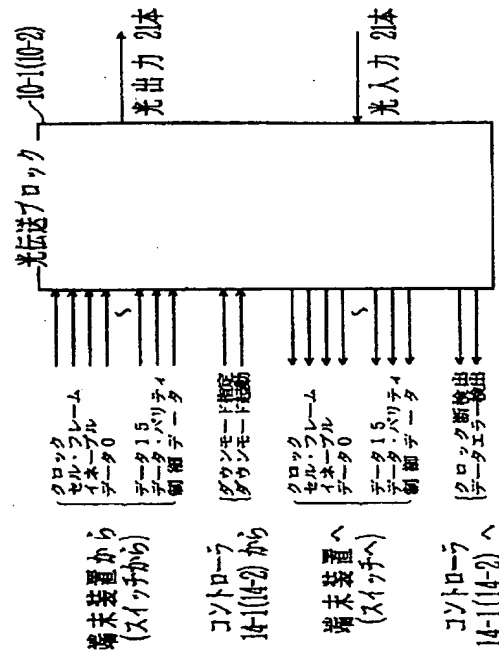 光伝送ブロック
10-1(10-2)
光出力 21本
光入力 21本
端末装置から
(スイッチから)
クロック
セル・フレーム
イネーブル
データ0
データ15
データ・パリティ
制御データ
コントローラ
14-1(14-2) から
ダウンモード指定
ダウンモード起動
端末装置へ
(スイッチへ)
クロック
セル・フレーム
イネーブル
データ0
データ15
データ・パリティ
制御データ
コントローラ
14-1(14-2) へ
クロック断検出
データエラー検出